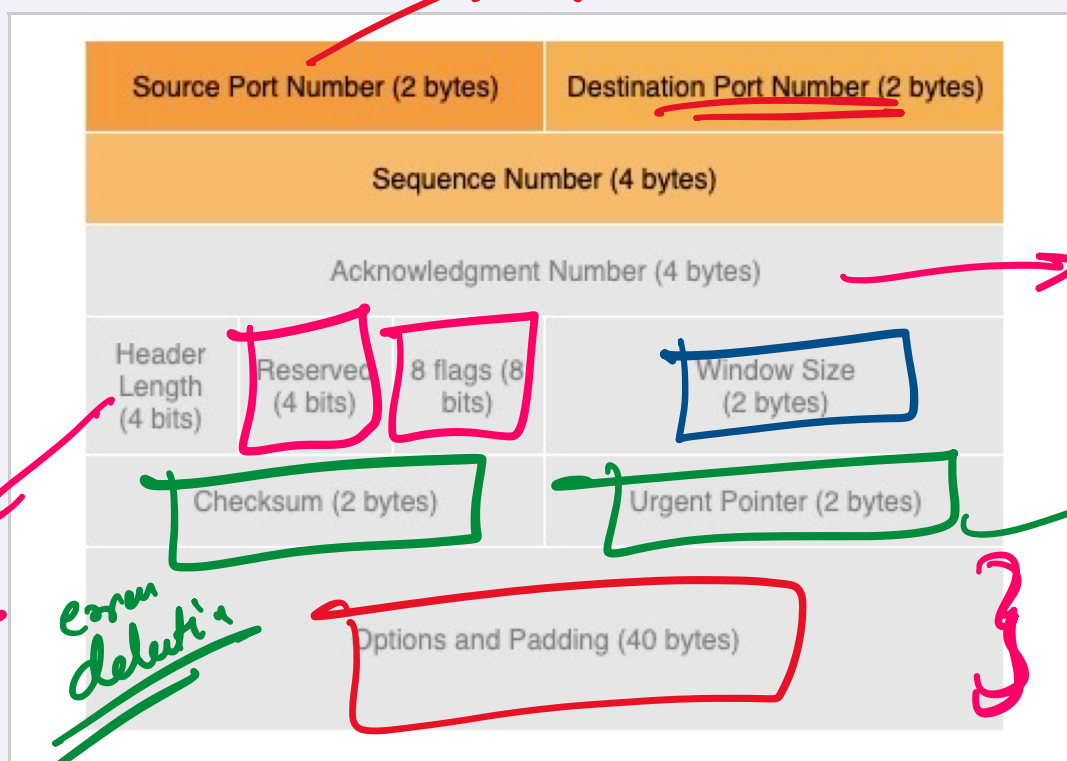 Source Port Number (2 bytes)
Destination Port Number (2 bytes)
Sequence Number (4 bytes)
Acknowledgment Number (4 bytes)
Header
Length
(4 bits)
Reserved
(4 bits)
8 flags (8
bits)
Window Size
(2 bytes)
Checksum (2 bytes)
Urgent Pointer (2 bytes)
Options and Padding (40 bytes)